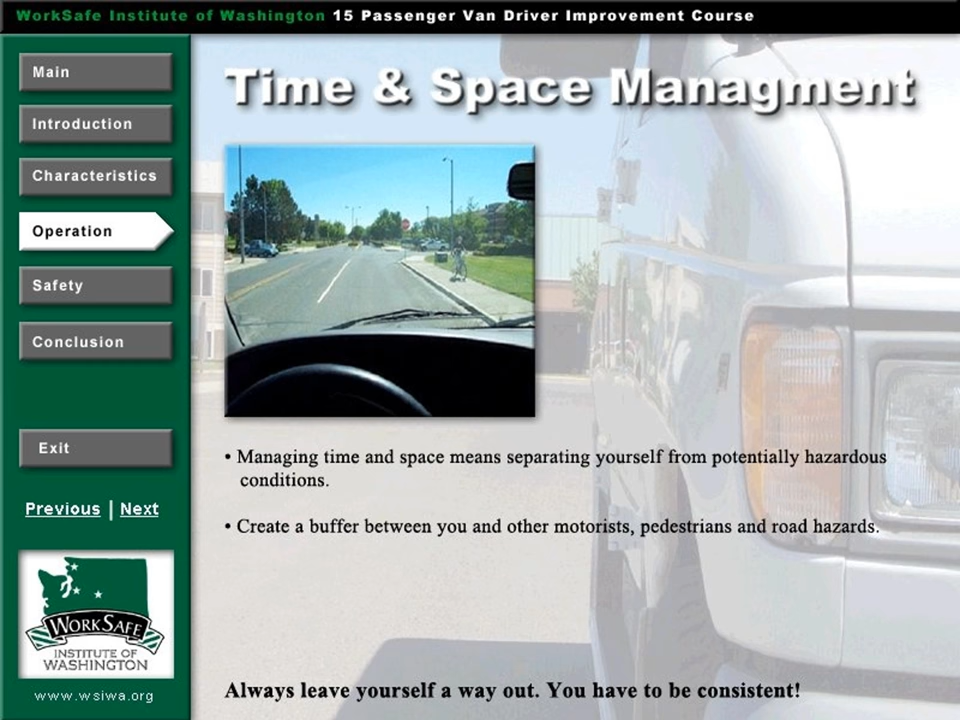 WorkSafe Institute of Washington 15 Passenger Van Driver Improvement Course
Main
Introduction
Characteristics
Operation
Safety
Conclusion
Exit
Previous | Next
WORKSAFE
INSTITUTE OF
WASHINGTON
www.wsiwa.org
Time & Space Managment
• Managing time and space means separating yourself from potentially hazardous
conditions.
• Create a buffer between you and other motorists, pedestrians and road hazards.
Always leave yourself a way out. You have to be consistent!